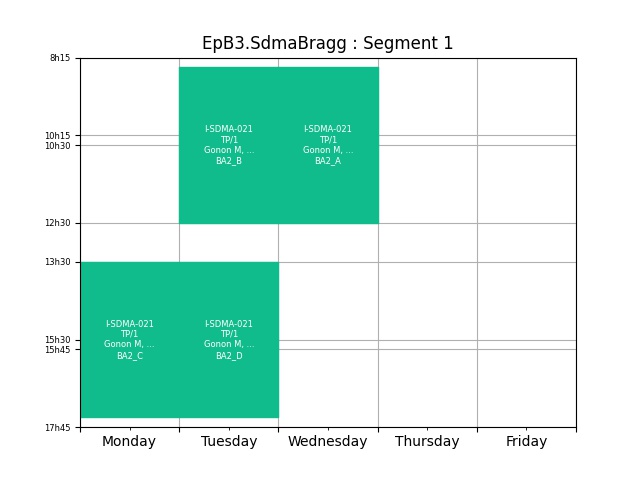 EpB3.SdmaBragg : Segment 1
8h15
10h15
10h30
12h30
13h30
15h30
15h45
17h45
I-SDMA-021
TP/1
Gonon M, ...
BA2_B
I-SDMA-021
TP/1
Gonon M, ...
BA2_A
I-SDMA-021
TP/1
Gonon M, ...
BA2_C
I-SDMA-021
TP/1
Gonon M, ...
BA2_D
Monday
Tuesday
Wednesday
Thursday
Friday